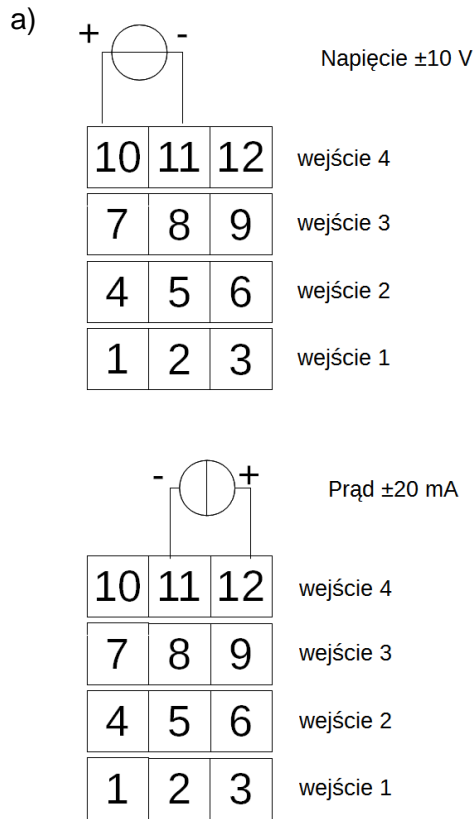 a)
+ -
Napięcie ±10 V
10 11 12 wejście 4
7 8 9 wejście 3
4 5 6 wejście 2
1 2 3 wejście 1
- +
Prąd ±20 mA
10 11 12 wejście 4
7 8 9 wejście 3
4 5 6 wejście 2
1 2 3 wejście 1